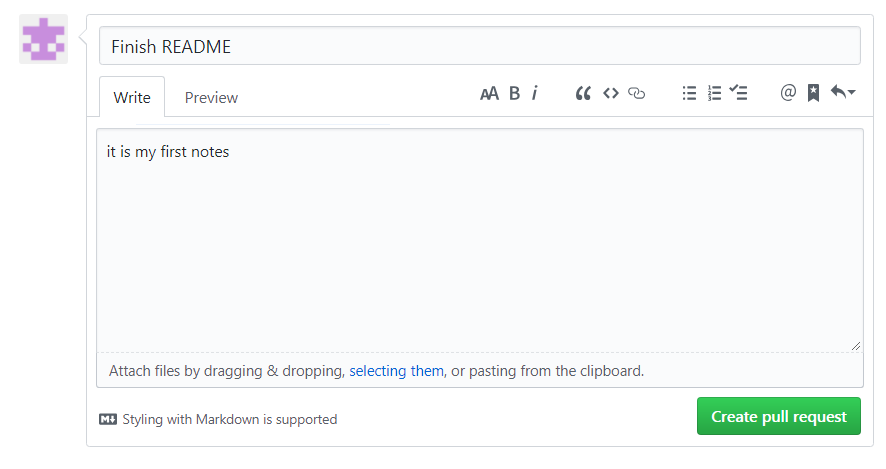 Finish README
Write Preview
it is my first notes
Attach files by dragging & dropping, selecting them, or pasting from the clipboard.
Styling with Markdown is supported
Create pull request